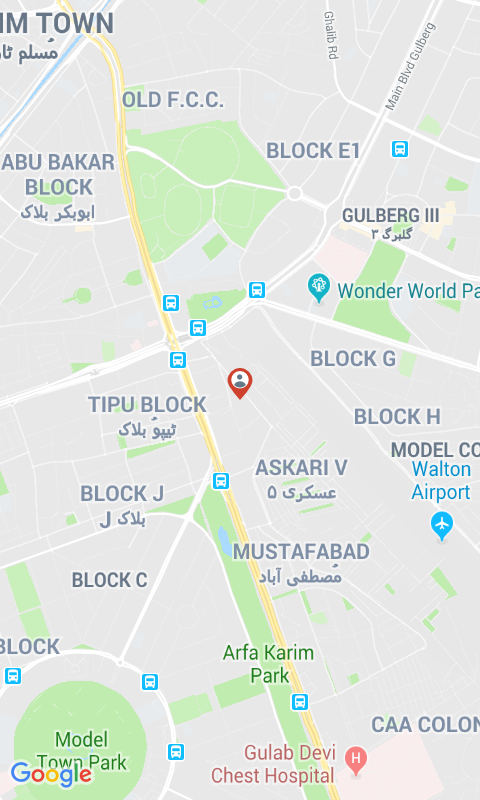 IM TOWN
مُسلم ٹا
Ghalib Rd
Main Blvd Gulberg
OLD F.C.C.
BLOCK E1
ABU BAKAR
BLOCK
ابوبکر بلاک
GULBERG III
گلبرگ ۳
Wonder World Pa
BLOCK G
TIPU BLOCK
ٹیپوُ بلاک
BLOCK H
MODEL CO
ASKARI V
عسکری ۵
Walton
Airport
BLOCK J
بلاک ل
MUSTAFABAD
مُصطفٰی آباد
BLOCK C
BLOCK
Arfa Karim
Park
CAA COLON
Model
Town Park
Gulab Devi
Chest Hospital
H
Google